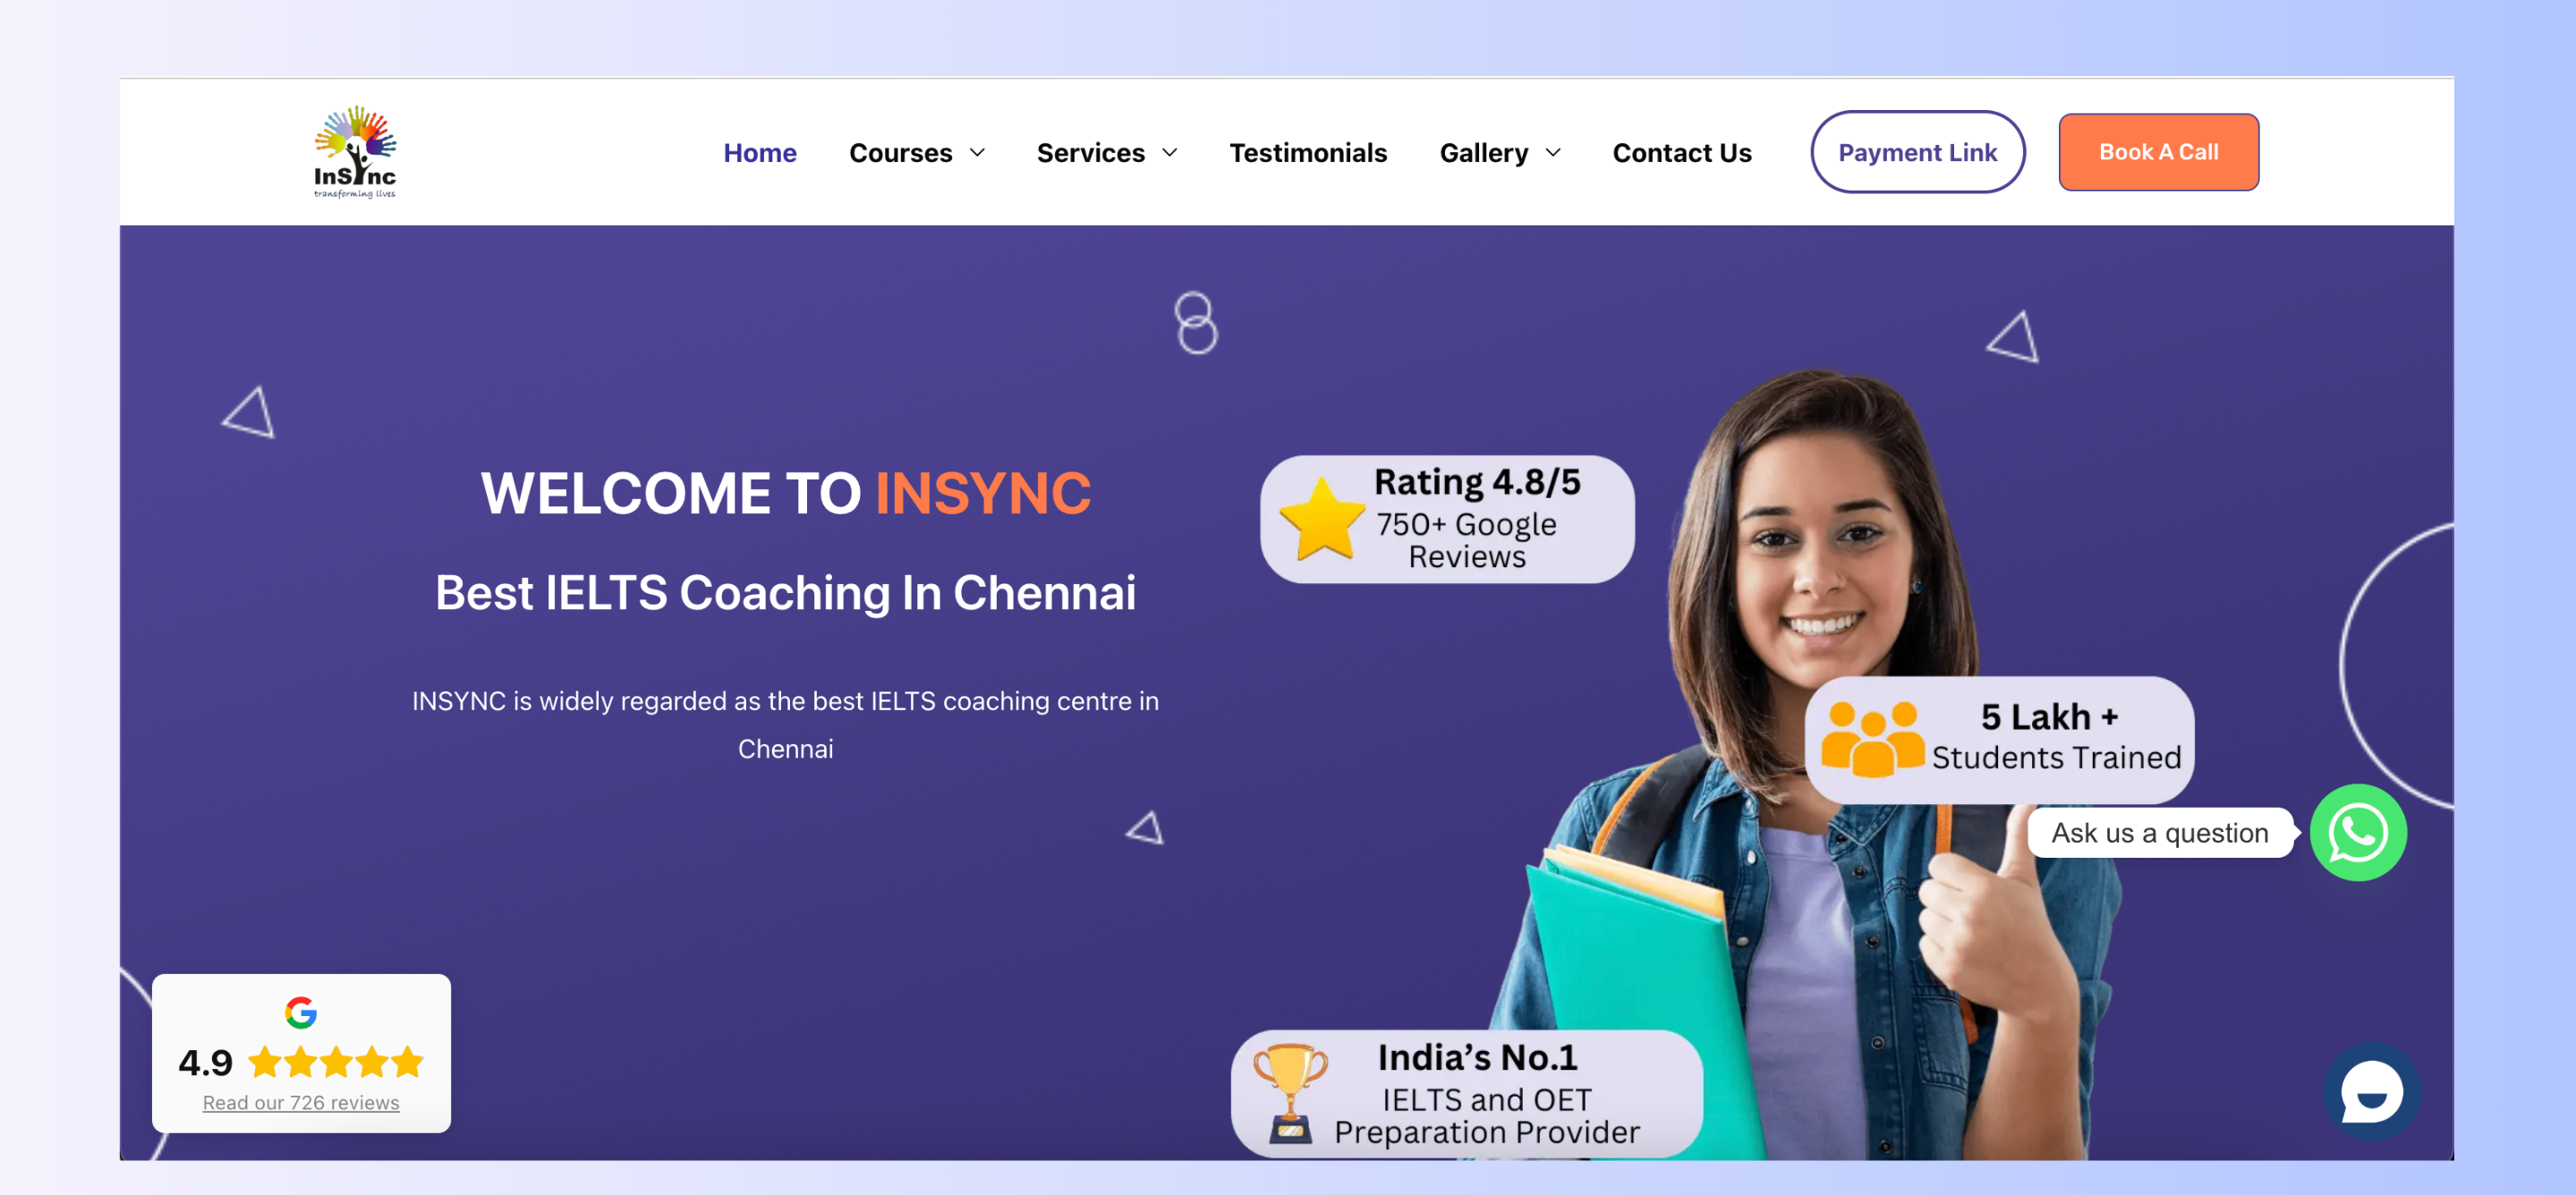 InSYnc
transforming lives
Home
Courses
Services
Testimonials
Gallery
Contact Us
Payment Link
Book A Call
WELCOME TO INSYNC
Best IELTS Coaching In Chennai
INSYNC is widely regarded as the best IELTS coaching centre in
Chennai
Rating 4.8/5
750+ Google
Reviews
5 Lakh +
Students Trained
Ask us a question
4.9
Read our 726 reviews
India’s No.1
IELTS and OET
Preparation Provider